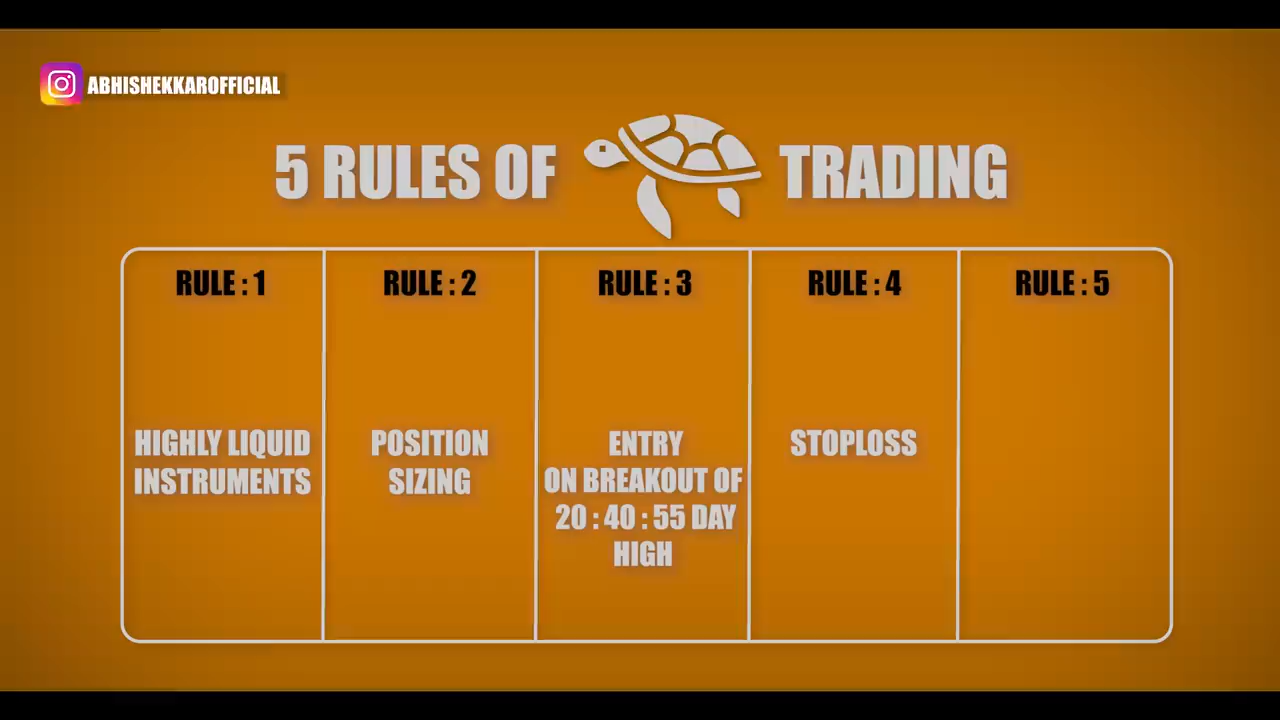 ABHISHEKKAROFFICIAL
5 RULES OF TRADING
RULE : 1
HIGHLY LIQUID
INSTRUMENTS
RULE : 2
POSITION
SIZING
RULE : 3
ENTRY
ON BREAKOUT OF
20 : 40 : 55 DAY
HIGH
RULE : 4
STOPLOSS
RULE : 5